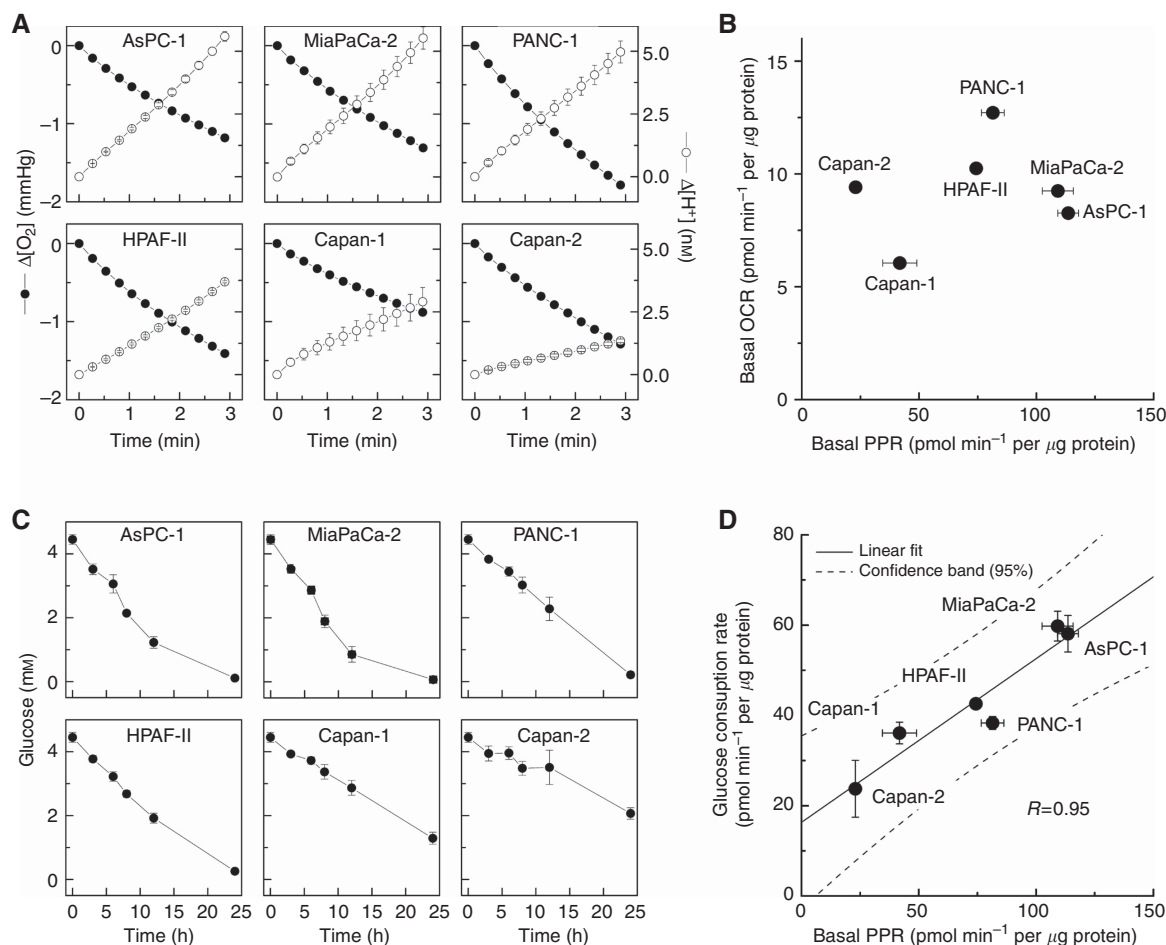 A
AsPC-1
MiaPaCa-2
PANC-1
0
−1
−2
5.0
2.5
0.0
HPAF-II
Capan-1
Capan-2
0
−1
−2
5.0
2.5
0.0
Δ[O₂] (mmHg)
Δ[H⁺] (nM)
0 1 2 3
0 1 2 3
0 1 2 3
Time (min)
Time (min)
Time (min)
B
Basal OCR (pmol min⁻¹ per μg protein)
15
10
5
0
PANC-1
Capan-2
HPAF-II
MiaPaCa-2
AsPC-1
Capan-1
0 50 100 150
Basal PPR (pmol min⁻¹ per μg protein)
C
AsPC-1
MiaPaCa-2
PANC-1
4
2
0
HPAF-II
Capan-1
Capan-2
4
2
0
Glucose (mM)
0 5 10 15 20 25
0 5 10 15 20 25
0 5 10 15 20 25
Time (h)
Time (h)
Time (h)
D
Glucose consuption rate
(pmol min⁻¹ per μg protein)
80
60
40
20
0
Linear fit
Confidence band (95%)
MiaPaCa-2
AsPC-1
HPAF-II
Capan-1
PANC-1
Capan-2
R=0.95
0 50 100 150
Basal PPR (pmol min⁻¹ per μg protein)